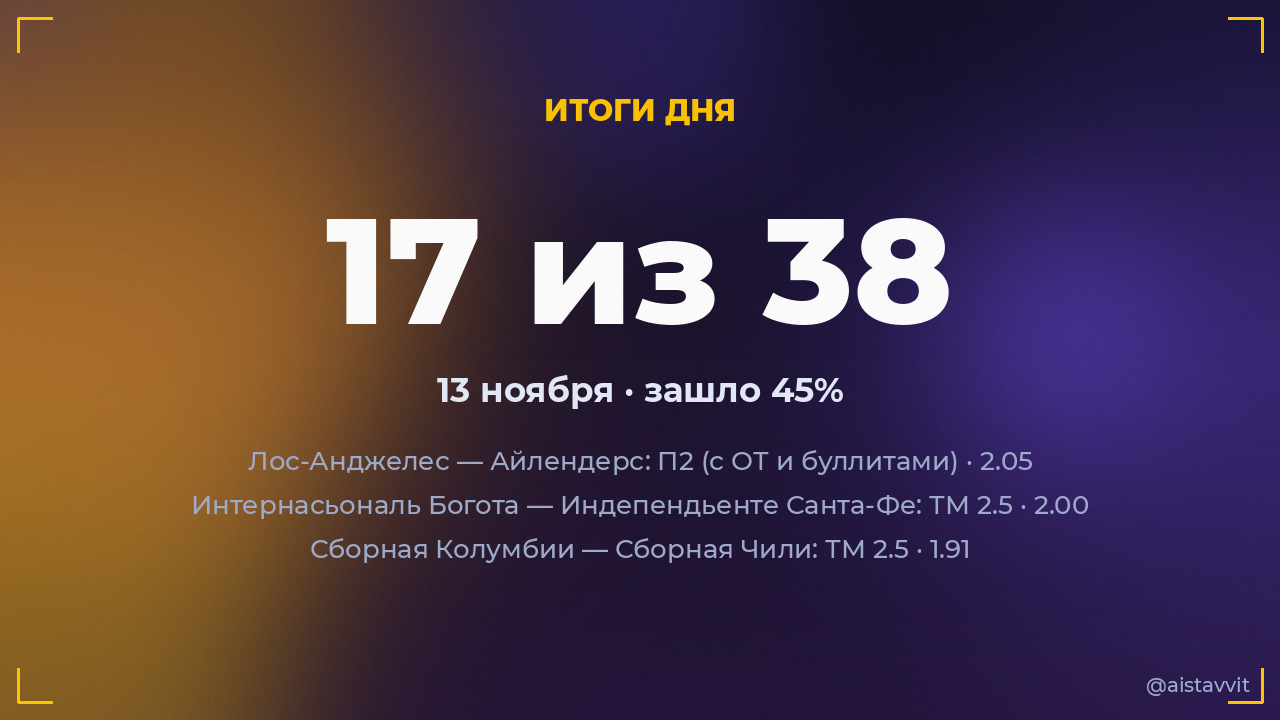 ИТОГИ ДНЯ
17 из 38
13 ноября · зашло 45%
Лос-Анджелес — Айлендерс: П2 (с ОТ и буллитами) · 2.05
Интернасьональ Богота — Индепендьенте Санта-Фе: ТМ 2.5 · 2.00
Сборная Колумбии — Сборная Чили: ТМ 2.5 · 1.91
@aistavvit